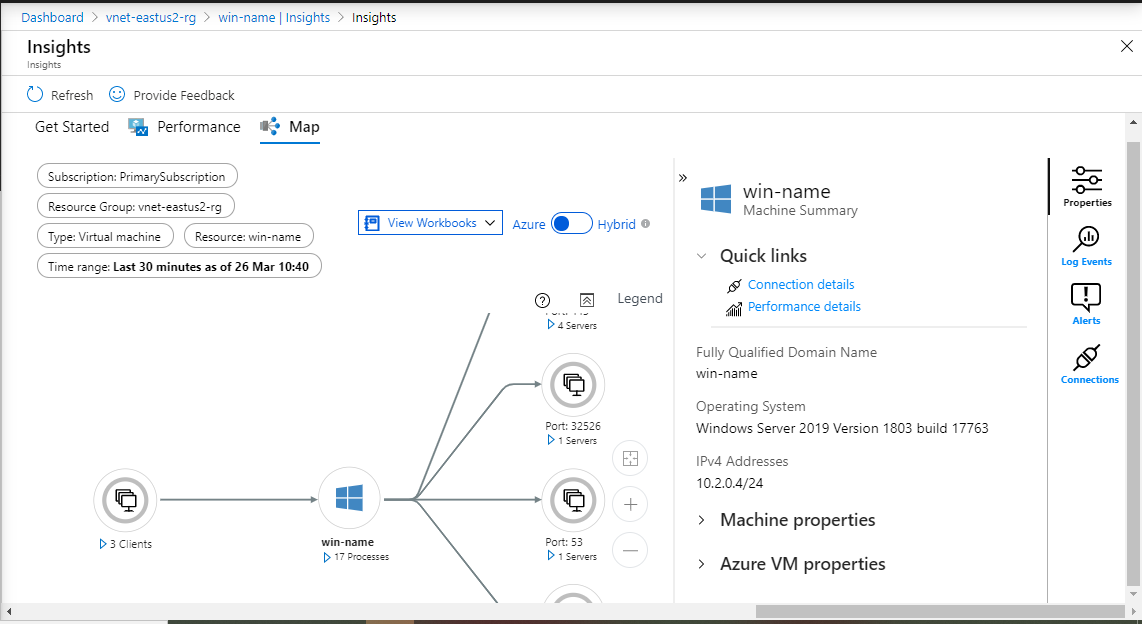 Dashboard > vnet-eastus2-rg > win-name | Insights > Insights
Insights
Insights
Refresh Provide Feedback
Get Started Performance Map
Subscription: PrimarySubscription
Resource Group: vnet-eastus2-rg
Type: Virtual machine Resource: win-name
Time range: Last 30 minutes as of 26 Mar 10:40
View Workbooks Azure Hybrid
Legend
4 Servers
Port: 32526
1 Servers
3 Clients
win-name
17 Processes
Port: 53
1 Servers
win-name
Machine Summary
Quick links
Connection details
Performance details
Fully Qualified Domain Name
win-name
Operating System
Windows Server 2019 Version 1803 build 17763
IPv4 Addresses
10.2.0.4/24
Machine properties
Azure VM properties
Properties
Log Events
Alerts
Connections